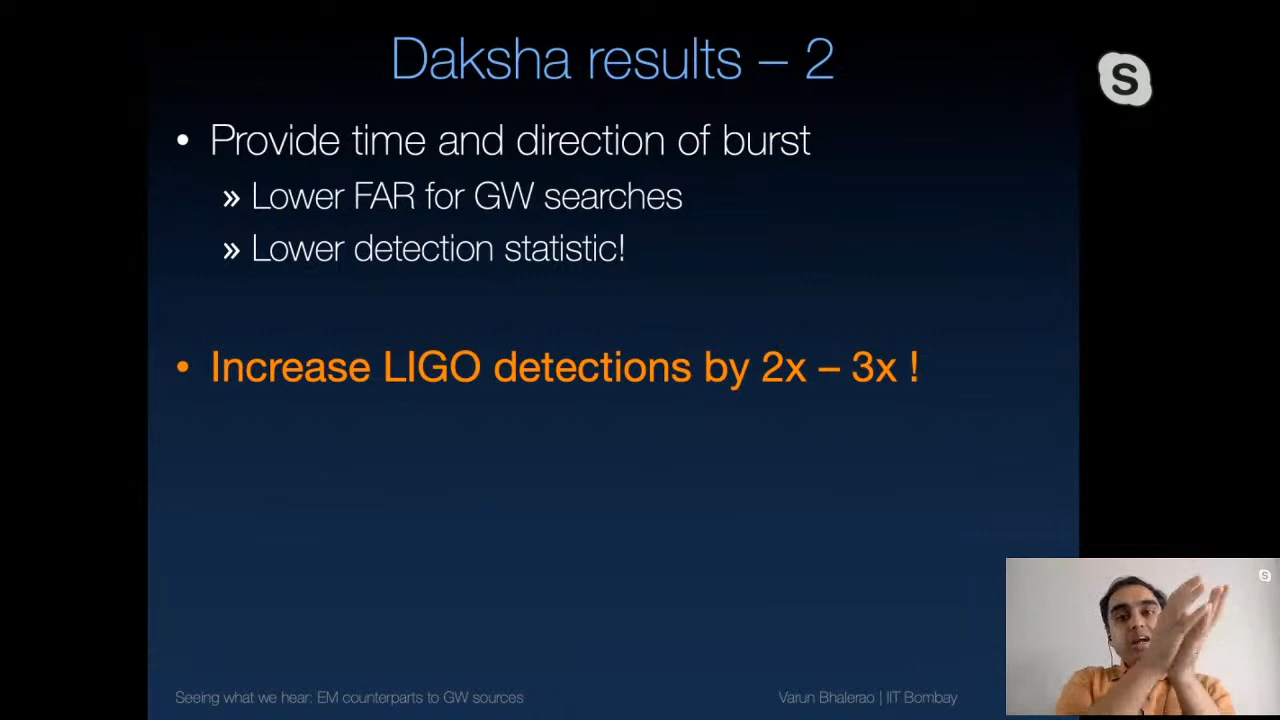 Daksha results – 2
S
• Provide time and direction of burst
» Lower FAR for GW searches
» Lower detection statistic!
• Increase LIGO detections by 2x – 3x !
Seeing what we hear: EM counterparts to GW sources
Varun Bhalerao | IIT Bombay
S